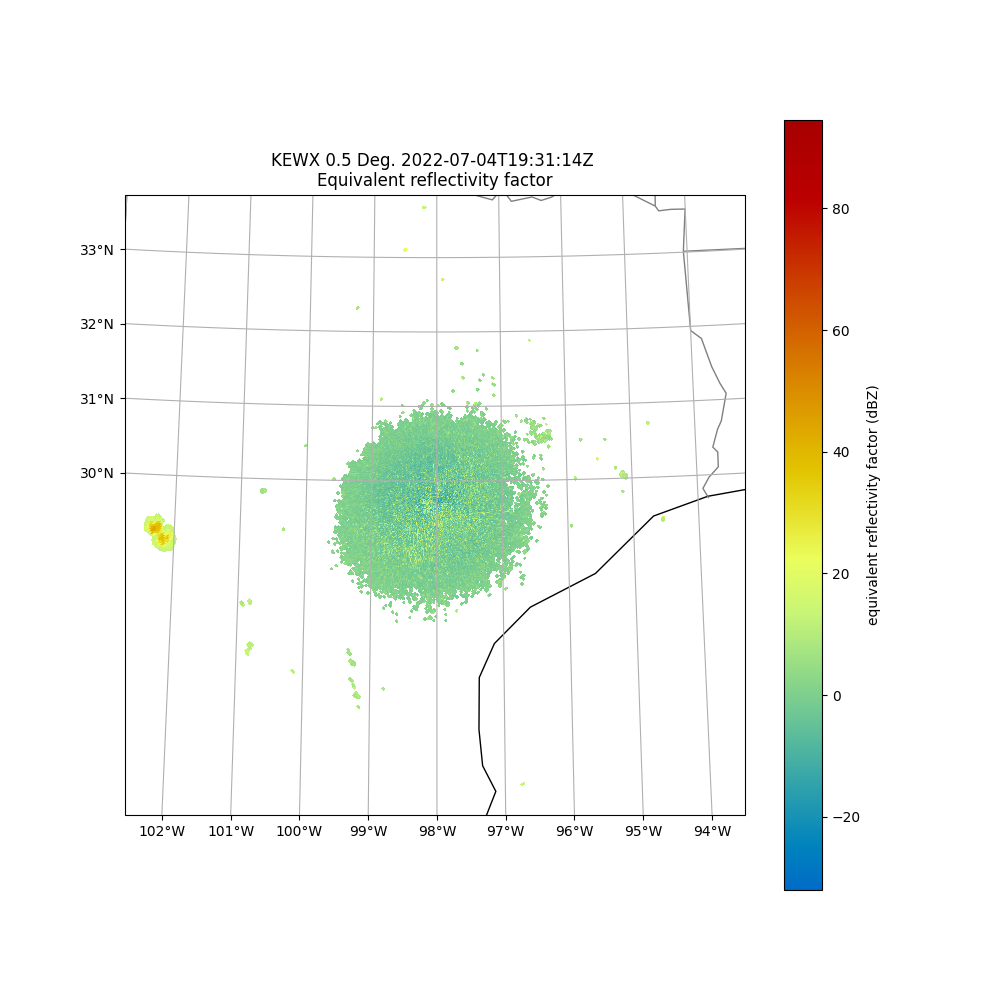 KEWX 0.5 Deg. 2022-07-04T19:31:14Z
Equivalent reflectivity factor
33°N
32°N
31°N
30°N
102°W 101°W 100°W 99°W 98°W 97°W 96°W 95°W 94°W
80
60
40
20
0
−20
equivalent reflectivity factor (dBZ)